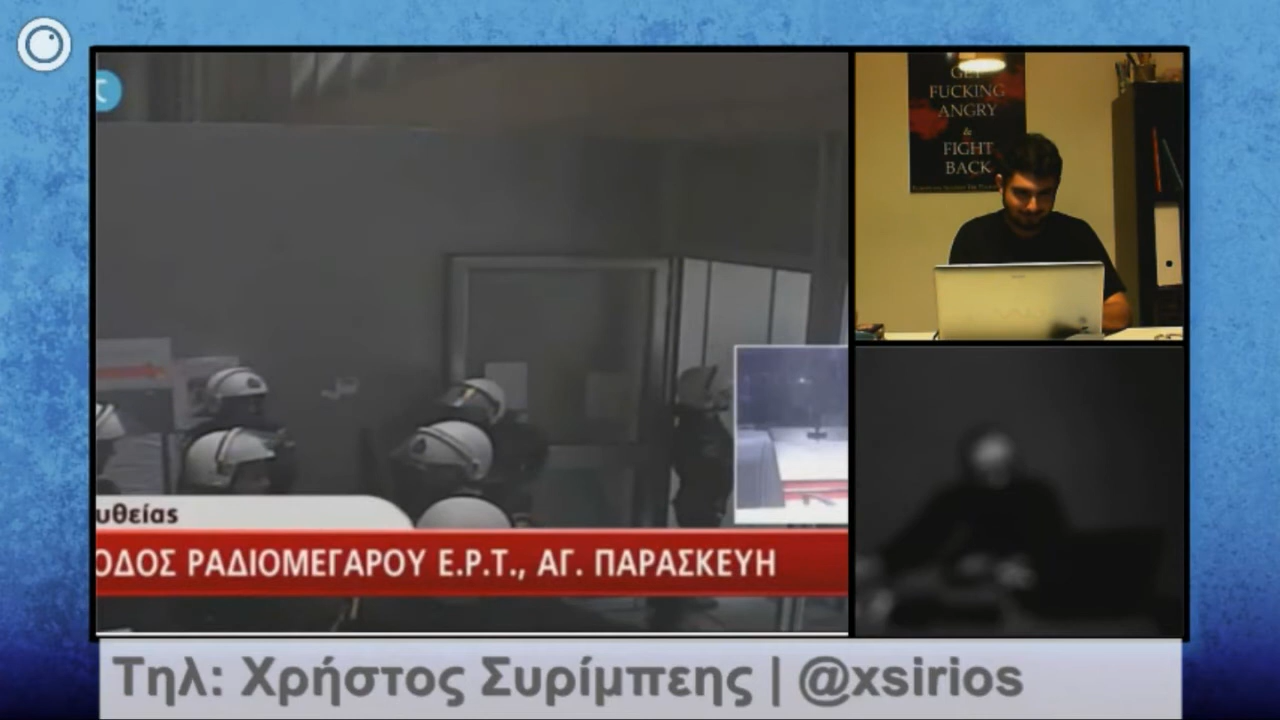 GET
FUCKING
ANGRY
&
FIGHT
BACK
υθείας
ΟΔΟΣ ΡΑΔΙΟΜΕΓΑΡΟΥ Ε.Ρ.Τ., ΑΓ. ΠΑΡΑΣΚΕΥΗ
Τηλ: Χρήστος Συρίμπεης | @xsirios